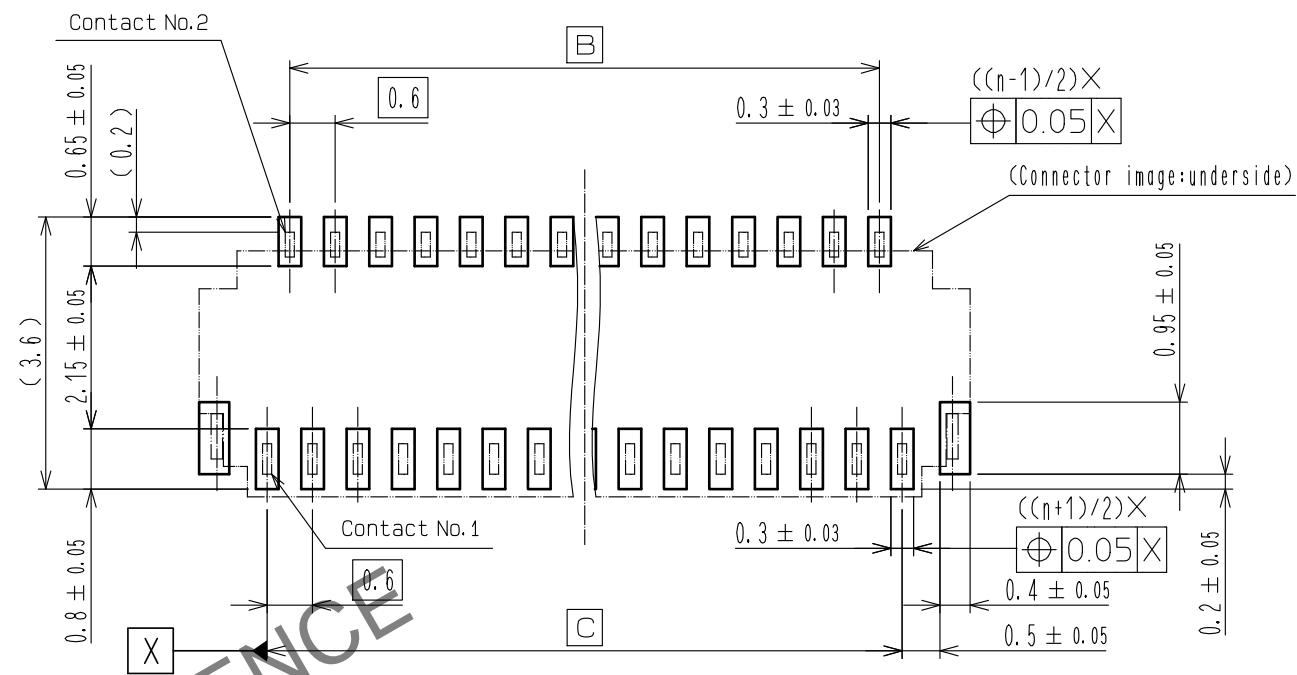 Contact No.2
B
0.6
0.3 ± 0.03
((n-1)/2)X
⌖ 0.05 X
(Connector image:underside)
0.65 ± 0.05
(0.2)
(3.6)
2.15 ± 0.05
0.8 ± 0.05
0.95 ± 0.05
Contact No.1
0.3 ± 0.03
((n+1)/2)X
⌖ 0.05 X
0.6
0.4 ± 0.05
0.2 ± 0.05
0.5 ± 0.05
C
X
ENCE